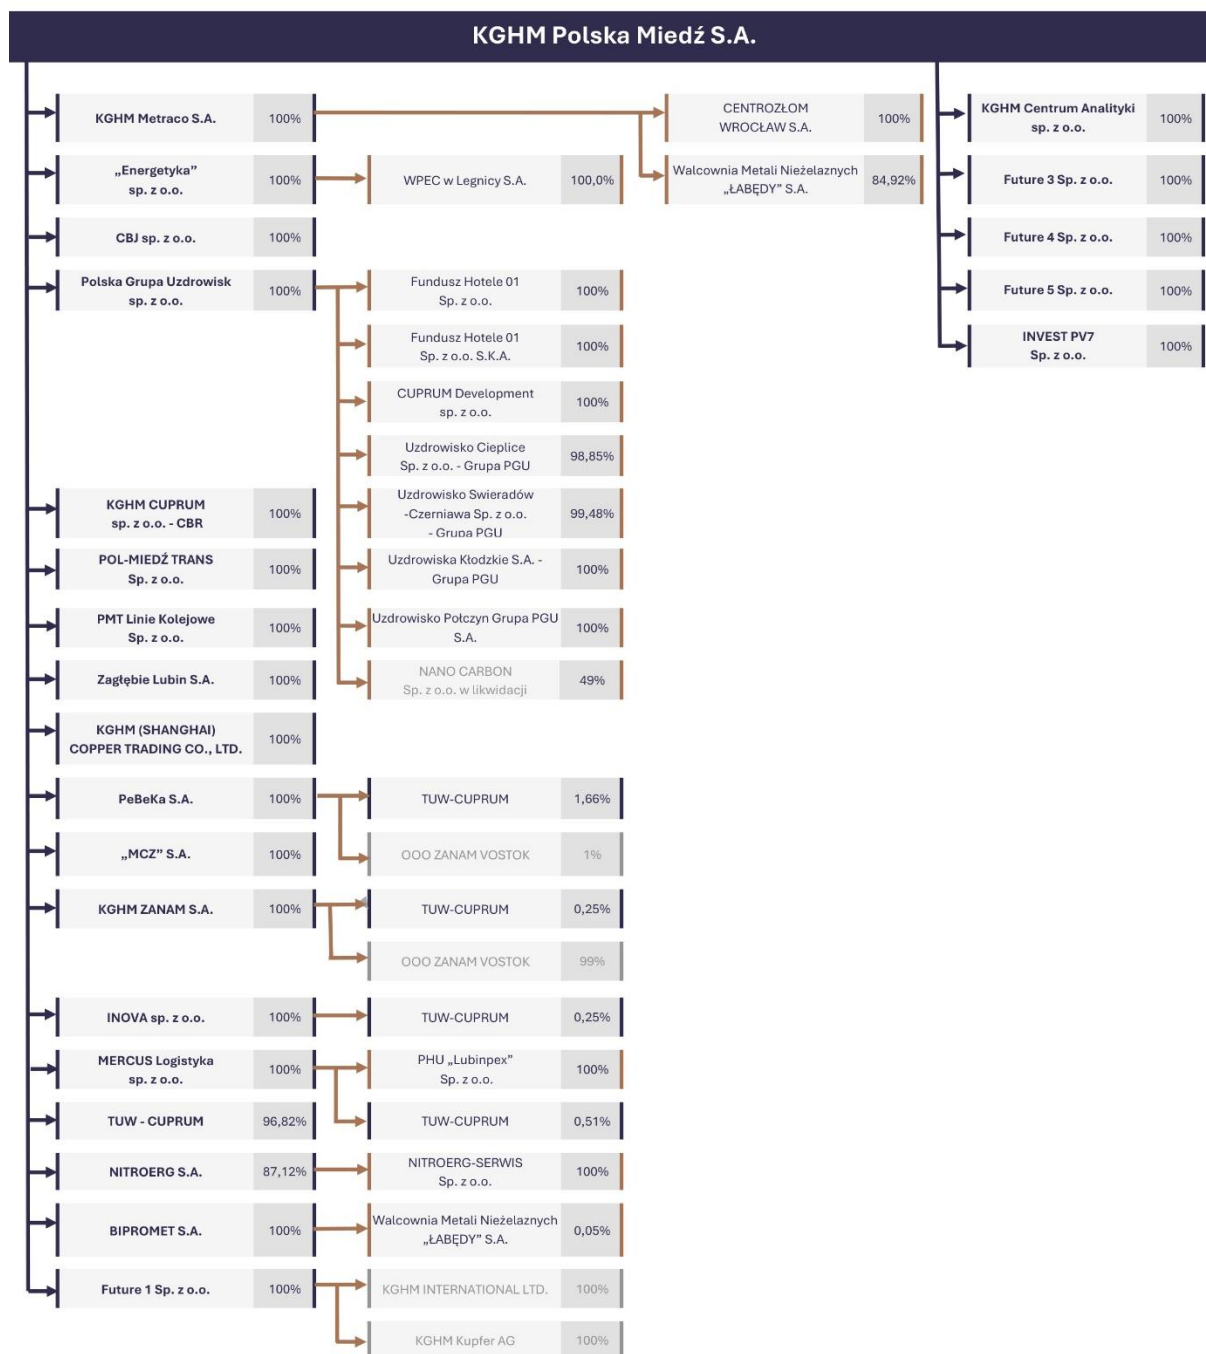 KGHM Polska Miedź S.A.
KGHM Metraco S.A.
100%
CENTROZŁOM
WROCŁAW S.A.
100%
KGHM Centrum Analityki
sp. z o.o.
100%
„Energetyka”
sp. z o.o.
100%
WPEC w Legnicy S.A.
100,0%
Walcownia Metali Nieżelaznych
„ŁABĘDY” S.A.
84,92%
Future 3 Sp. z o.o.
100%
CBJ sp. z o.o.
100%
Future 4 Sp. z o.o.
100%
Polska Grupa Uzdrowisk
sp. z o.o.
100%
Fundusz Hotele 01
Sp. z o.o.
100%
Future 5 Sp. z o.o.
100%
Fundusz Hotele 01
Sp. z o.o. S.K.A.
100%
INVEST PV7
Sp. z o.o.
100%
CUPRUM Development
sp. z o.o.
100%
Uzdrowisko Cieplice
Sp. z o.o. - Grupa PGU
98,85%
KGHM CUPRUM
sp. z o.o. - CBR
100%
Uzdrowisko Swieradów
-Czerniawa Sp. z o.o.
- Grupa PGU
99,48%
POL-MIEDŹ TRANS
Sp. z o.o.
100%
Uzdrowiska Kłodzkie S.A. -
Grupa PGU
100%
PMT Linie Kolejowe
Sp. z o.o.
100%
Uzdrowisko Połczyn Grupa PGU
S.A.
100%
Zagłębie Lubin S.A.
100%
NANO CARBON
Sp. z o.o. w likwidacji
49%
KGHM (SHANGHAI)
COPPER TRADING CO., LTD.
100%
PeBeKa S.A.
100%
TUW-CUPRUM
1,66%
„MCZ” S.A.
100%
OOO ZANAM VOSTOK
1%
KGHM ZANAM S.A.
100%
TUW-CUPRUM
0,25%
OOO ZANAM VOSTOK
99%
INOVA sp. z o.o.
100%
TUW-CUPRUM
0,25%
MERCUS Logistyka
sp. z o.o.
100%
PHU „Lubinpex”
Sp. z o.o.
100%
TUW - CUPRUM
96,82%
TUW-CUPRUM
0,51%
NITROERG S.A.
87,12%
NITROERG-SERWIS
Sp. z o.o.
100%
BIPROMET S.A.
100%
Walcownia Metali Nieżelaznych
„ŁABĘDY” S.A.
0,05%
Future 1 Sp. z o.o.
100%
KGHM INTERNATIONAL LTD.
100%
KGHM Kupfer AG
100%